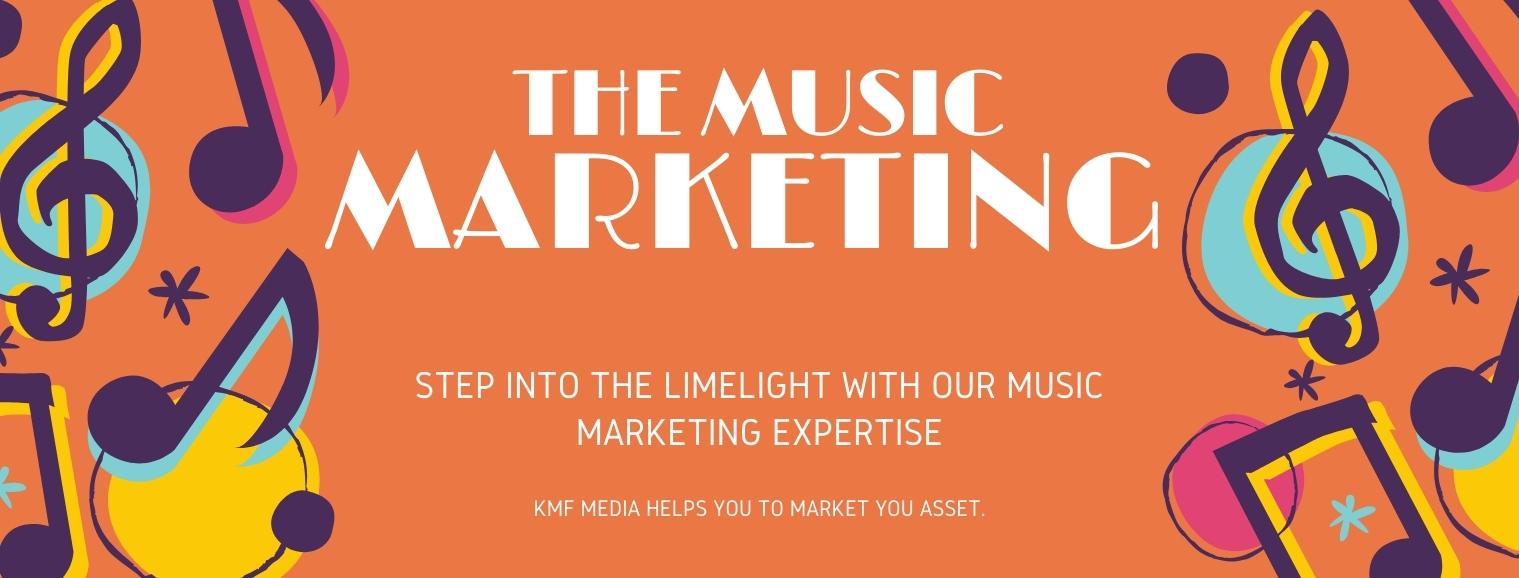 THE MUSIC
MARKETING
STEP INTO THE LIMELIGHT WITH OUR MUSIC
MARKETING EXPERTISE
KMF MEDIA HELPS YOU TO MARKET YOU ASSET.